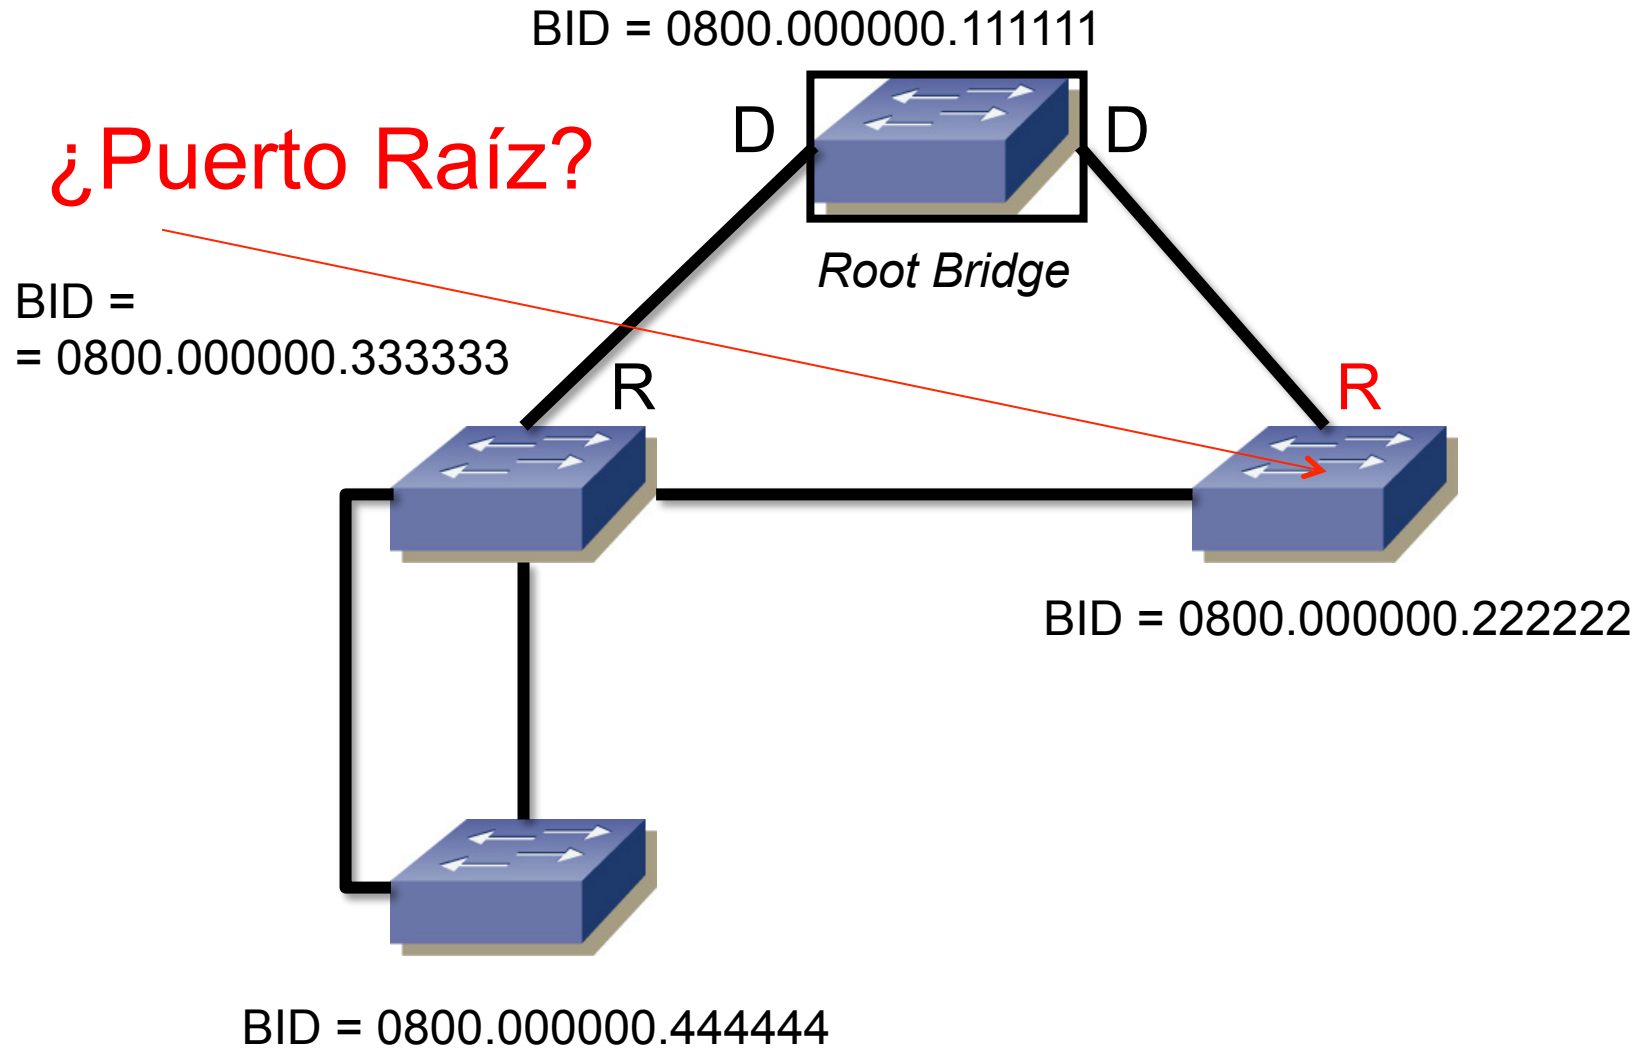 BID = 0800.000000.111111
D
D
¿Puerto Raíz?
Root Bridge
BID =
= 0800.000000.333333
R
R
BID = 0800.000000.222222
BID = 0800.000000.444444